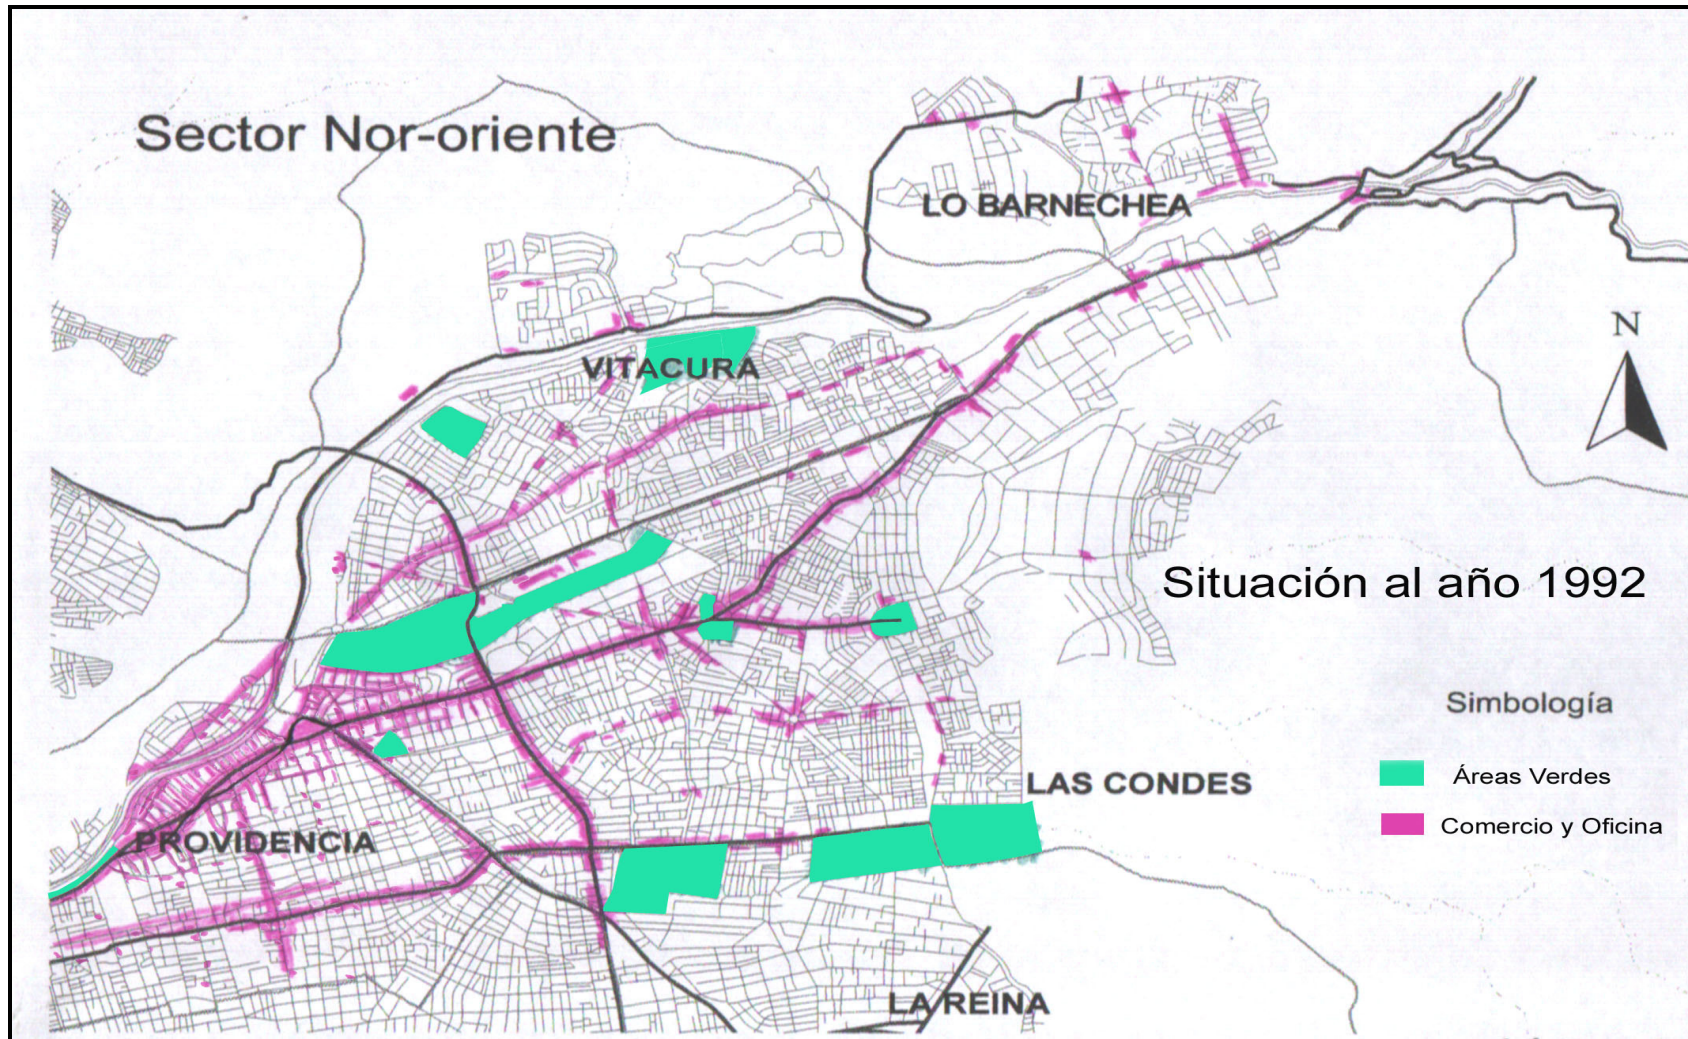 Sector Nor-oriente
LO BARNECHEA
N
VITACURA
Situación al año 1992
Simbología
Áreas Verdes
Comercio y Oficina
LAS CONDES
PROVIDENCIA
LA REINA